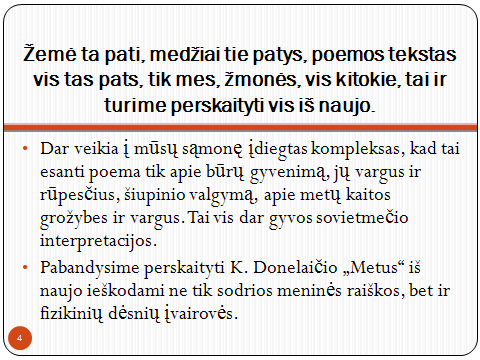 Žemė ta pati, medžiai tie patys, poemos tekstas
vis tas pats, tik mes, žmonės, vis kitokie, tai ir
turime perskaityti vis iš naujo.
• Dar veikia į mūsų sąmonę įdiegtas kompleksas, kad tai
esanti poema tik apie būrų gyvenimą, jų vargus ir
rūpesčius, šiupinio valgymą, apie metų kaitos
grožybes ir vargus. Tai vis dar gyvos sovietmečio
interpretacijos.
• Pabandysime perskaityti K. Donelaičio „Metus“ iš
naujo ieškodami ne tik sodrios meninės raiškos, bet ir
fizikinių dėsnių įvairovės.
4